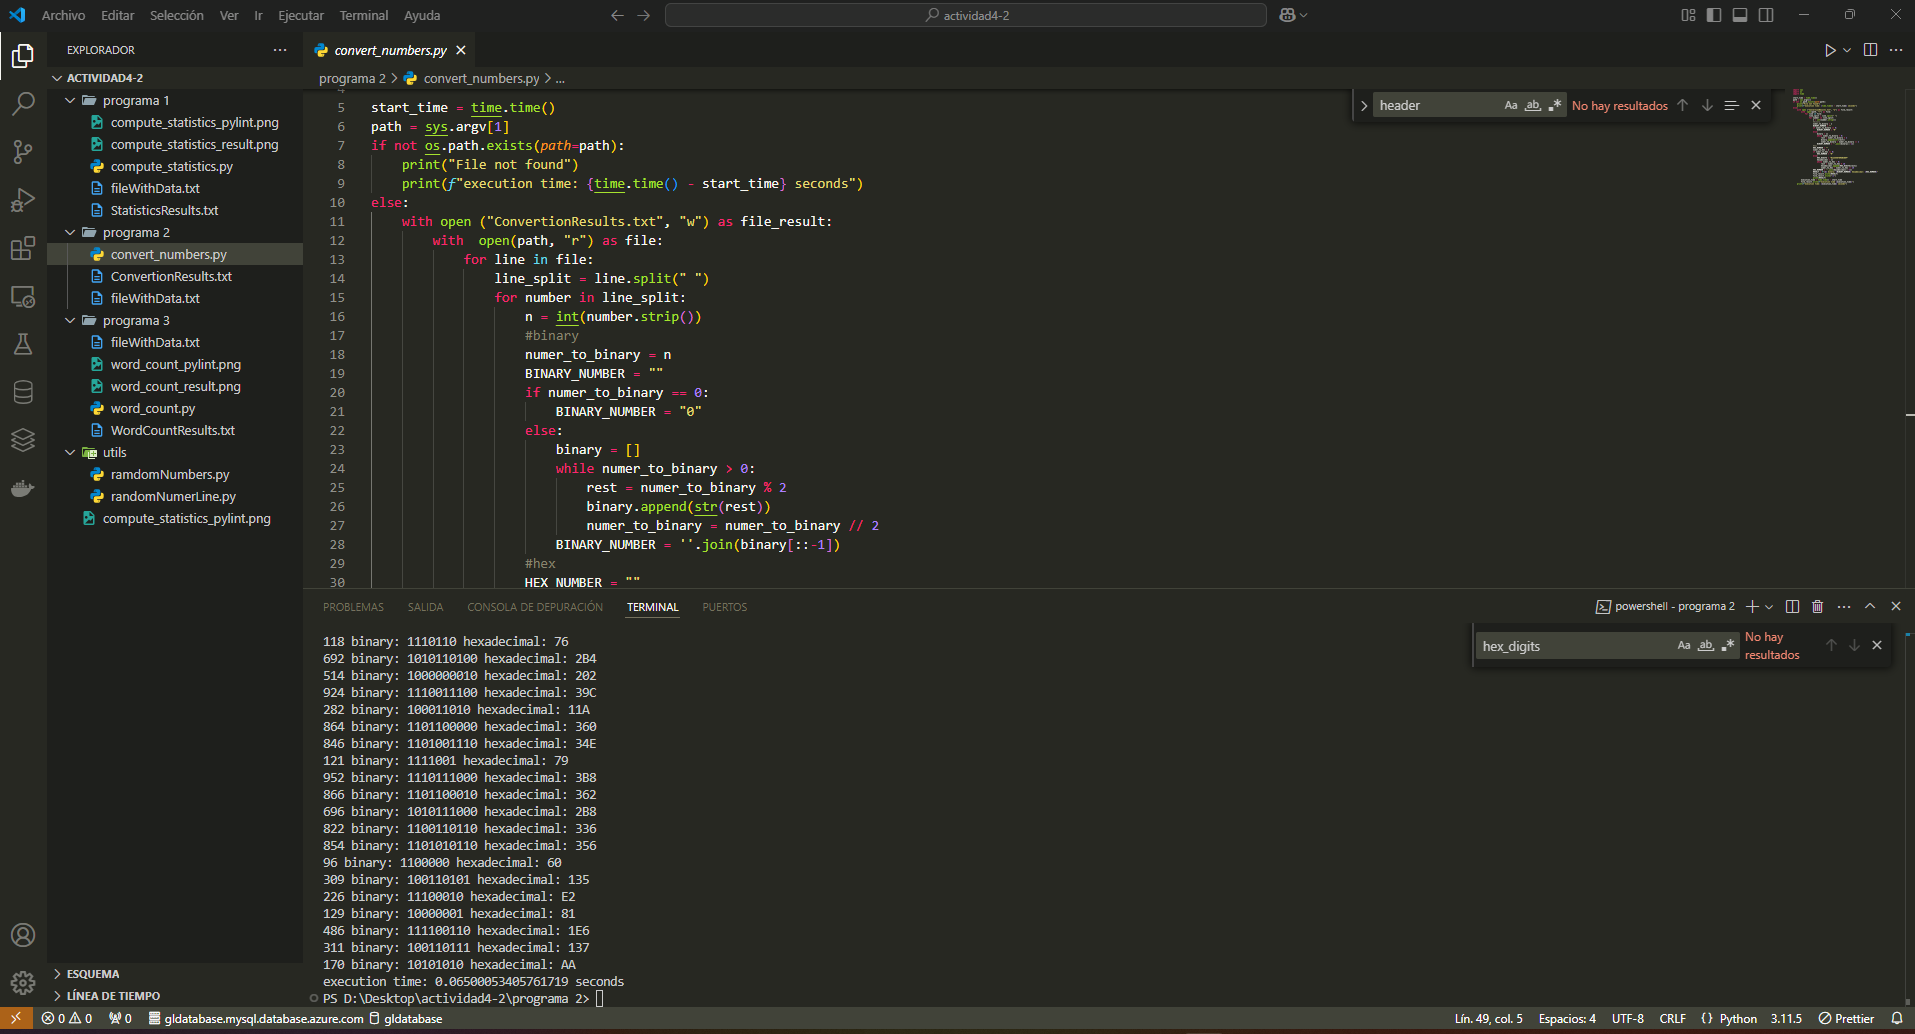 Archivo Editar Selección Ver Ir Ejecutar Terminal Ayuda
actividad4-2
EXPLORADOR
ACTIVIDAD4-2
programa 1
compute_statistics_pylint.png
compute_statistics_result.png
compute_statistics.py
fileWithData.txt
StatisticsResults.txt
programa 2
convert_numbers.py
ConvertionResults.txt
fileWithData.txt
programa 3
fileWithData.txt
word_count_pylint.png
word_count_result.png
word_count.py
WordCountResults.txt
utils
ramdomNumbers.py
randomNumerLine.py
compute_statistics_pylint.png
ESQUEMA
LÍNEA DE TIEMPO
convert_numbers.py
programa 2 > convert_numbers.py > ...
header Aa ab No hay resultados
5 start_time = time.time()
6 path = sys.argv[1]
7 if not os.path.exists(path=path):
8 print("File not found")
9 print(f"execution time: {time.time() - start_time} seconds")
10 else:
11 with open ("ConvertionResults.txt", "w") as file_result:
12 with  open(path, "r") as file:
13 for line in file:
14 line_split = line.split(" ")
15 for number in line_split:
16 n = int(number.strip())
17 #binary
18 numer_to_binary = n
19 BINARY_NUMBER = ""
20 if numer_to_binary == 0:
21 BINARY_NUMBER = "0"
22 else:
23 binary = []
24 while numer_to_binary > 0:
25 rest = numer_to_binary % 2
26 binary.append(str(rest))
27 numer_to_binary = numer_to_binary // 2
28 BINARY_NUMBER = ''.join(binary[::-1])
29 #hex
30 HEX_NUMBER = ""
PROBLEMAS SALIDA CONSOLA DE DEPURACIÓN TERMINAL PUERTOS
powershell - programa 2
hex_digits Aa ab No hay resultados
118 binary: 1110110 hexadecimal: 76
692 binary: 1010110100 hexadecimal: 2B4
514 binary: 1000000010 hexadecimal: 202
924 binary: 1110011100 hexadecimal: 39C
282 binary: 100011010 hexadecimal: 11A
864 binary: 1101100000 hexadecimal: 360
846 binary: 1101001110 hexadecimal: 34E
121 binary: 1111001 hexadecimal: 79
952 binary: 1110111000 hexadecimal: 3B8
866 binary: 1101100010 hexadecimal: 362
696 binary: 1010111000 hexadecimal: 2B8
822 binary: 1100110110 hexadecimal: 336
854 binary: 1101010110 hexadecimal: 356
96 binary: 1100000 hexadecimal: 60
309 binary: 100110101 hexadecimal: 135
226 binary: 11100010 hexadecimal: E2
129 binary: 10000001 hexadecimal: 81
486 binary: 111100110 hexadecimal: 1E6
311 binary: 100110111 hexadecimal: 137
170 binary: 10101010 hexadecimal: AA
execution time: 0.06500053405761719 seconds
PS D:\Desktop\actividad4-2\programa 2>
0 0 0 gldatabase.mysql.database.azure.com gldatabase Lín. 49, col. 5 Espacios: 4 UTF-8 CRLF {} Python 3.11.5 Prettier